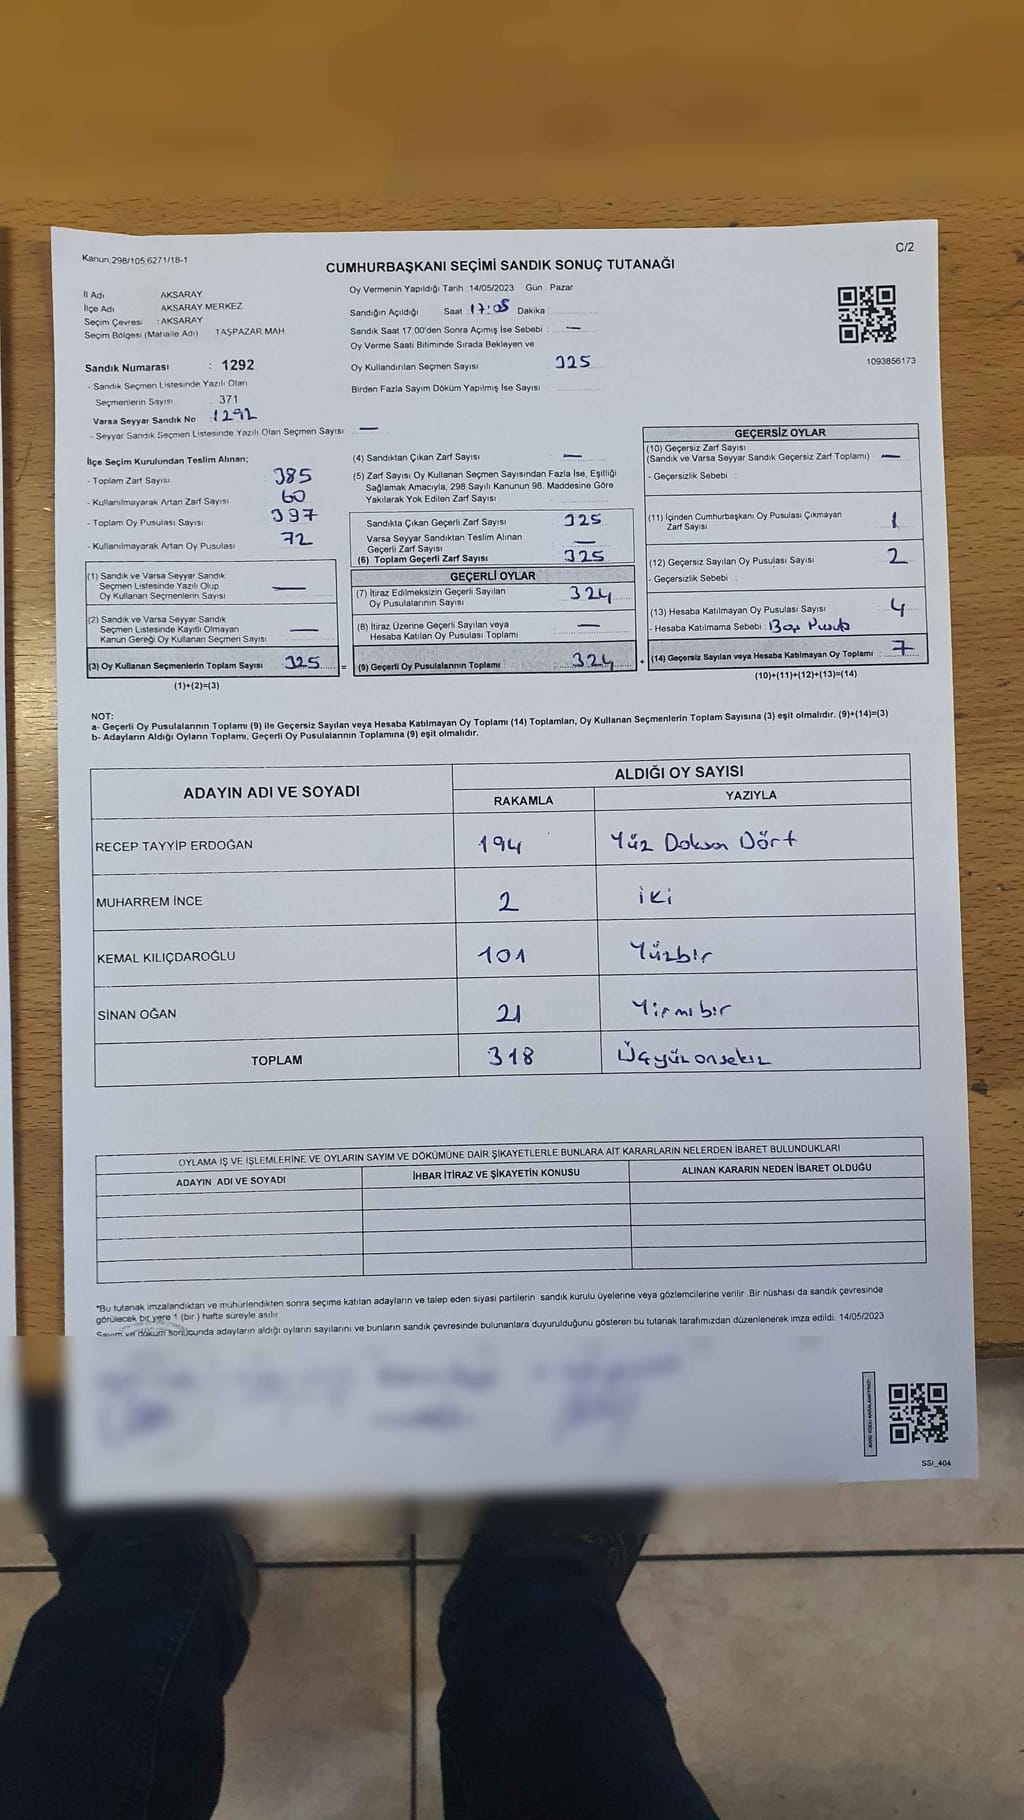 Kanun:298/105,6271/18-1
C/2
CUMHURBAŞKANI SEÇİMİ SANDIK SONUÇ TUTANAĞI
İl Adı AKSARAY
İlçe Adı AKSARAY MERKEZ
Seçim Çevresi : AKSARAY
Seçim Bölgesi (Mahalle Adı) TAŞPAZAR MAH.
Oy Vermenin Yapıldığı Tarih :14/05/2023 Gün : Pazar
Sandığın Açıldığı Saat 17:05 Dakika
Sandık Saat 17.00'den Sonra Açılmış İse Sebebi : —
Oy Verme Saati Bitiminde Sırada Bekleyen ve
Oy Kullandırılan Seçmen Sayısı 325
Birden Fazla Sayım Döküm Yapılmış İse Sayısı
1093856173
Sandık Numarası : 1292
- Sandık Seçmen Listesinde Yazılı Olan
Seçmenlerin Sayısı : 371
Varsa Seyyar Sandık No 1292
- Seyyar Sandık Seçmen Listesinde Yazılı Olan Seçmen Sayısı —
İlçe Seçim Kurulundan Teslim Alınan;
- Toplam Zarf Sayısı 385
- Kullanılmayarak Artan Zarf Sayısı 60
- Toplam Oy Pusulası Sayısı 397
- Kullanılmayarak Artan Oy Pusulası 72
(1) Sandık ve Varsa Seyyar Sandık
Seçmen Listesinde Yazılı Olup
Oy Kullanan Seçmenlerin Sayısı —
(2) Sandık ve Varsa Seyyar Sandık
Seçmen Listesinde Kayıtlı Olmayan
Kanun Gereği Oy Kullanan Seçmen Sayısı —
(3) Oy Kullanan Seçmenlerin Toplam Sayısı 325 =
(1)+(2)=(3)
(4) Sandıktan Çıkan Zarf Sayısı —
(5) Zarf Sayısı Oy Kullanan Seçmen Sayısından Fazla İse, Eşitliği
Sağlamak Amacıyla, 298 Sayılı Kanunun 98. Maddesine Göre
Yakılarak Yok Edilen Zarf Sayısı
Sandıkta Çıkan Geçerli Zarf Sayısı 325
Varsa Seyyar Sandıktan Teslim Alınan
Geçerli Zarf Sayısı —
(6) Toplam Geçerli Zarf Sayısı 325
GEÇERLİ OYLAR
(7) İtiraz Edilmeksizin Geçerli Sayılan
Oy Pusulalarının Sayısı 324
(8) İtiraz Üzerine Geçerli Sayılan veya
Hesaba Katılan Oy Pusulası Toplamı —
(9) Geçerli Oy Pusulalarının Toplamı 324 +
GEÇERSİZ OYLAR
(10) Geçersiz Zarf Sayısı
(Sandık ve Varsa Seyyar Sandık Geçersiz Zarf Toplamı) : —
- Geçersizlik Sebebi :
(11) İçinden Cumhurbaşkanı Oy Pusulası Çıkmayan
Zarf Sayısı 1
(12) Geçersiz Sayılan Oy Pusulası Sayısı 2
- Geçersizlik Sebebi :
(13) Hesaba Katılmayan Oy Pusulası Sayısı 4
- Hesaba Katılmama Sebebi :
(14) Geçersiz Sayılan veya Hesaba Katılmayan Oy Toplamı : 7
(10)+(11)+(12)+(13)=(14)
NOT:
a- Geçerli Oy Pusulalarının Toplamı (9) ile Geçersiz Sayılan veya Hesaba Katılmayan Oy Toplamı (14) Toplamları, Oy Kullanan Seçmenlerin Toplam Sayısına (3) eşit olmalıdır. (9)+(14)=(3)
b- Adayların Aldığı Oyların Toplamı, Geçerli Oy Pusulalarının Toplamına (9) eşit olmalıdır.
ADAYIN ADI VE SOYADI ALDIĞI OY SAYISI
RAKAMLA YAZIYLA
RECEP TAYYİP ERDOĞAN 194 Yüz Doksan Dört
MUHARREM İNCE 2 iki
KEMAL KILIÇDAROĞLU 101 Yüzbir
SİNAN OĞAN 21 Yirmibir
TOPLAM 318 Üçyüzonsekiz
OYLAMA İŞ VE İŞLEMLERİNE VE OYLARIN SAYIM VE DÖKÜMÜNE DAİR ŞİKAYETLERLE BUNLARA AİT KARARLARIN NELERDEN İBARET BULUNDUKLARI
ADAYIN ADI VE SOYADI İHBAR İTİRAZ VE ŞİKAYETİN KONUSU ALINAN KARARIN NEDEN İBARET OLDUĞU
*Bu tutanak imzalandıktan ve mühürlendikten sonra seçime katılan adayların ve talep eden siyasi partilerin sandık kurulu üyelerine veya gözlemcilerine verilir. Bir nüshası da sandık çevresinde
görülecek bir yere 1 (bir ) hafta süreyle asılır
Sayım ve döküm sonucunda adayların aldığı oyların sayılarını ve bunların sandık çevresinde bulunanlara duyurulduğunu gösteren bu tutanak tarafımızdan düzenlenerek imza edildi. 14/05/2023
SSi_404